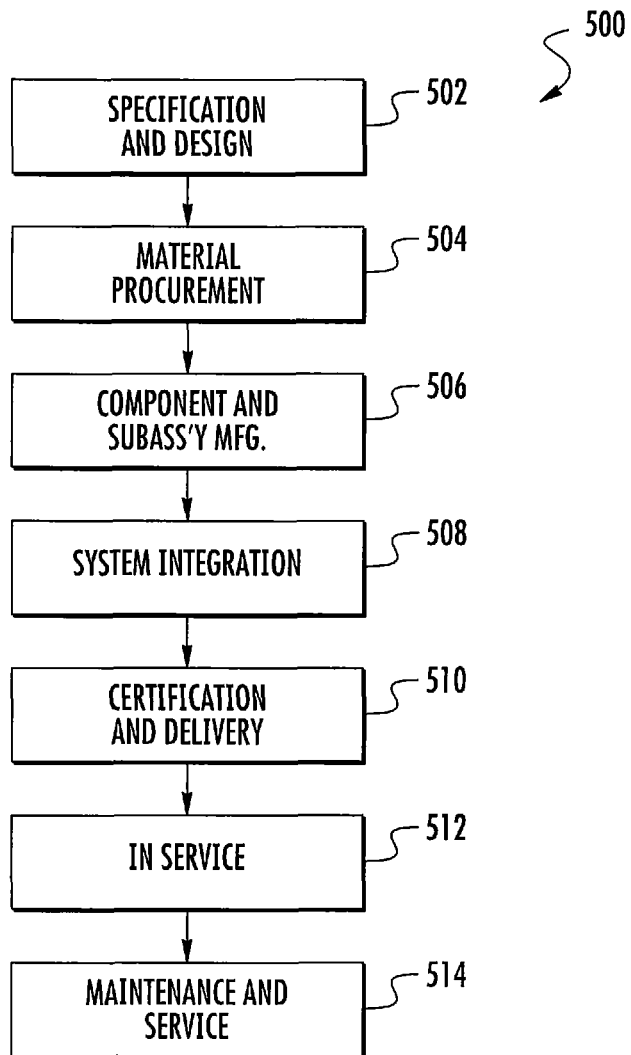 500
SPECIFICATION
AND DESIGN
502
MATERIAL
PROCUREMENT
504
COMPONENT AND
SUBASS'Y MFG.
506
SYSTEM INTEGRATION
508
CERTIFICATION
AND DELIVERY
510
IN SERVICE
512
MAINTENANCE AND
SERVICE
514